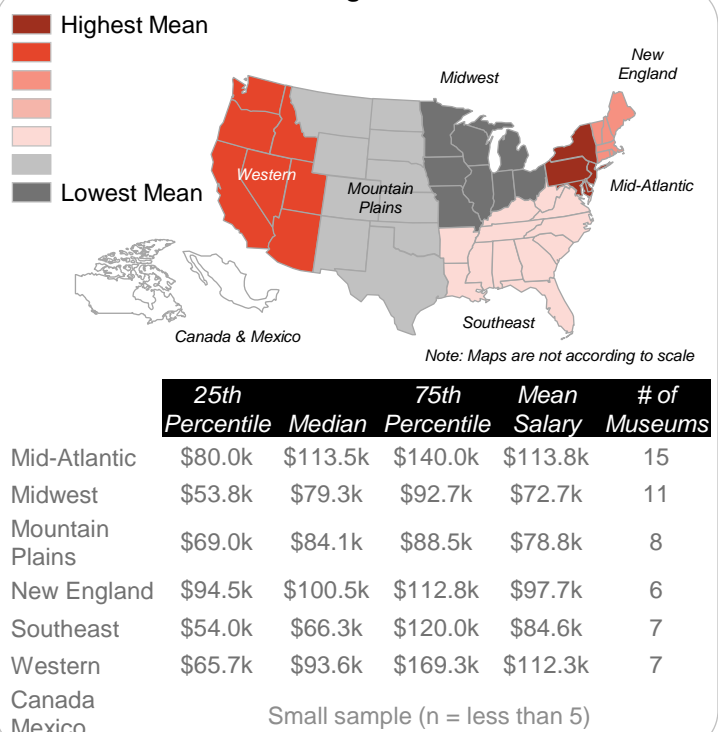 Highest Mean
New
England
Midwest
Western
Mountain
Plains
Lowest Mean
Mid-Atlantic
Southeast
Canada & Mexico
Note: Maps are not according to scale
25th Percentile Median 75th Percentile Mean Salary # of Museums
Mid-Atlantic $80.0k $113.5k $140.0k $113.8k 15
Midwest $53.8k $79.3k $92.7k $72.7k 11
Mountain Plains $69.0k $84.1k $88.5k $78.8k 8
New England $94.5k $100.5k $112.8k $97.7k 6
Southeast $54.0k $66.3k $120.0k $84.6k 7
Western $65.7k $93.6k $169.3k $112.3k 7
Canada
Mexico
Small sample (n = less than 5)